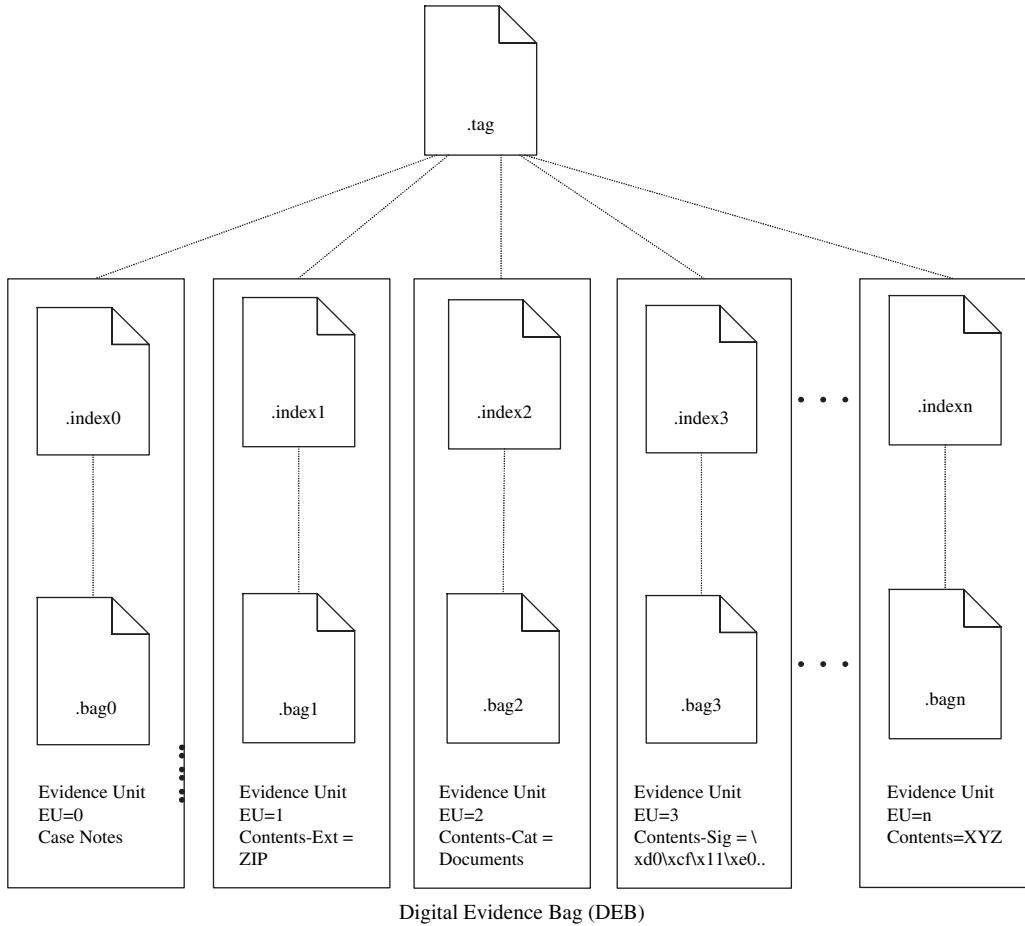 .tag
.index0
.index1
.index2
.index3
.indexn
.bag0
.bag1
.bag2
.bag3
.bagn
Evidence Unit
EU=0
Case Notes
Evidence Unit
EU=1
Contents-Ext =
ZIP
Evidence Unit
EU=2
Contents-Cat =
Documents
Evidence Unit
EU=3
Contents-Sig = \
xd0\xcf\x11\xe0..
Evidence Unit
EU=n
Contents=XYZ
Digital Evidence Bag (DEB)